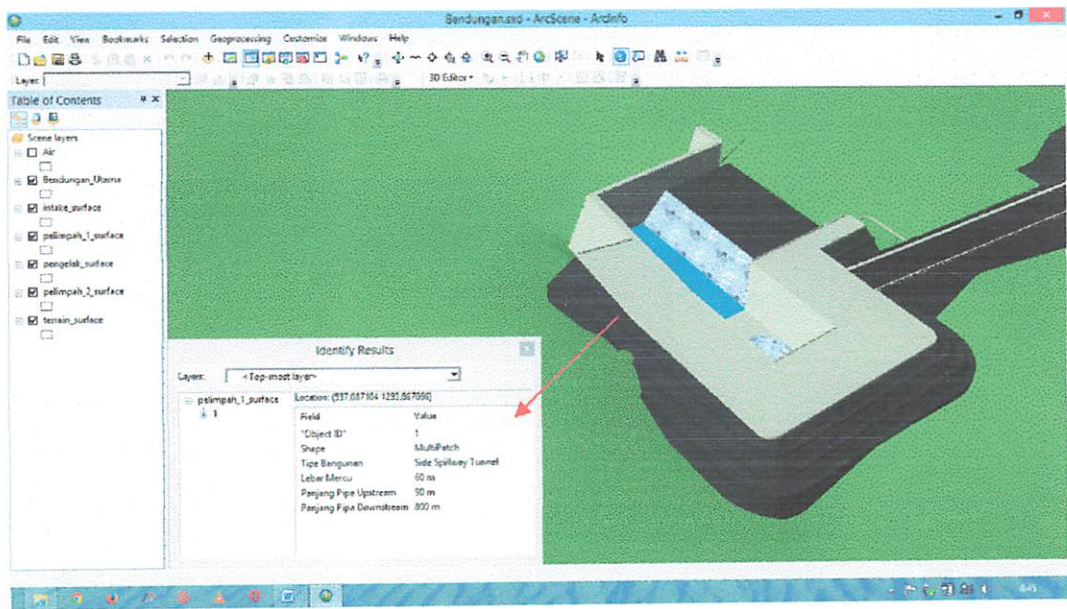 Bendungan.sxd - ArcScene - ArcInfo
File Edit View Bookmarks Selection Geoprocessing Customize Windows Help
Layer:
3D Editor
Table of Contents
Scene layers
Air
Bendungan_Utama
intake_surface
pelimpah_1_surface
pengelak_surface
pelimpah_2_surface
terrain_surface
Identify Results
Layers: <Top-most layer>
pelimpah_1_surface
1
Location:
Field Value
"Object ID" 1
Shape MultiPatch
Tipe Bangunan Side Spillway Tunnel
Lebar Mercu 60 m
Panjang Pipa Upstream 90 m
Panjang Pipa Downstream 800 m